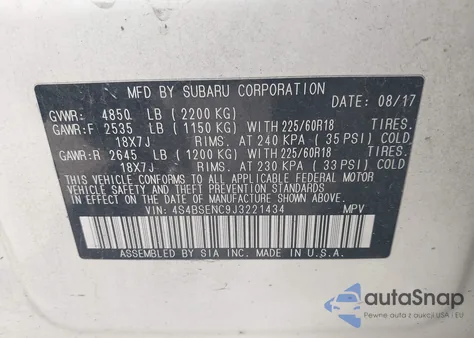 MFD. BY SUBARU CORPORATION
DATE: 08/17
GVWR: 4850 LB (2200 KG)
GAWR:F 2535 LB (1150 KG) WITH 225/60R18 TIRES.
18X7J RIMS. AT 240 KPA (35 PSI) COLD
GAWR:R 2645 LB (1200 KG) WITH 225/60R18 TIRES.
18X7J RIMS. AT 230 KPA (33 PSI) COLD
THIS VEHICLE CONFORMS TO ALL APPLICABLE FEDERAL MOTOR
VEHICLE SAFETY AND THEFT PREVENTION STANDARDS IN
EFFECT ON THE DATE OF MANUFACTURE SHOWN ABOVE.
VIN: 4S4BSENC9J3221434 MPV
ASSEMBLED BY SIA INC. MADE IN U.S.A.
autoSnap
Pewne auta z aukcji USA i EU